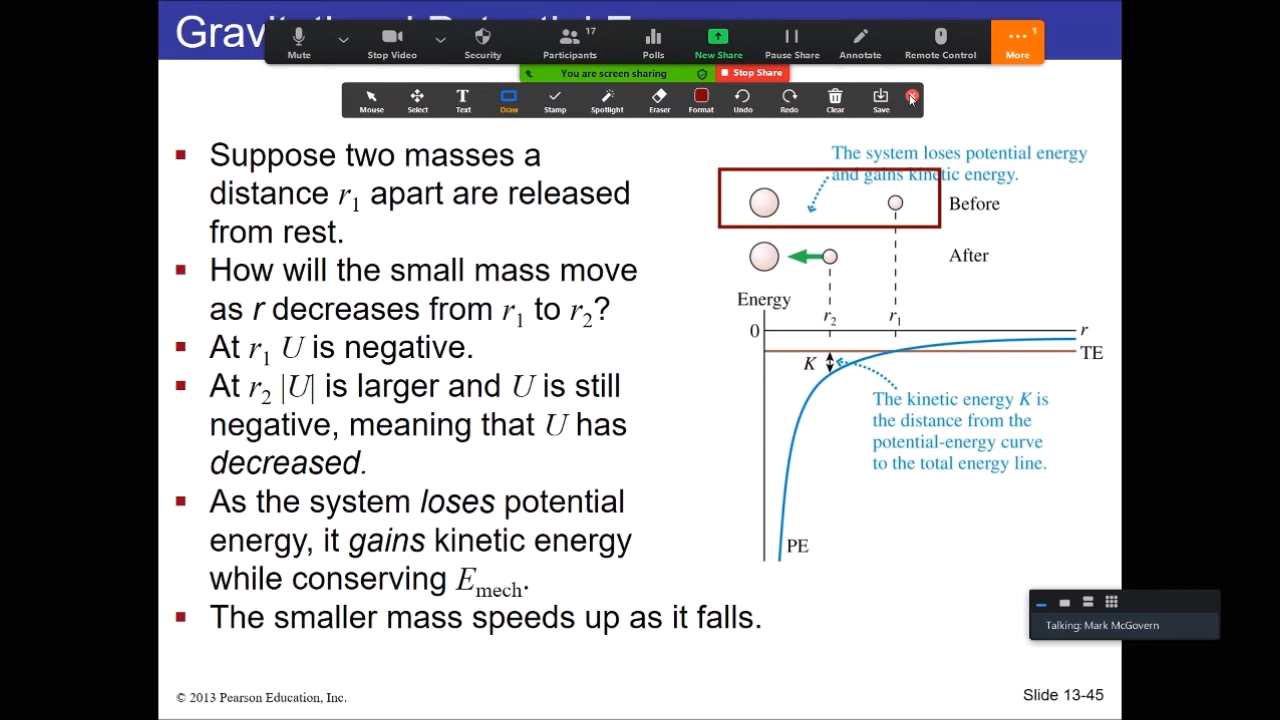 Grav
17
1
Mute
Stop Video
Security
Participants
Polls
New Share
Pause Share
Annotate
Remote Control
More
You are screen sharing
Stop Share
Mouse
Select
Text
Draw
Stamp
Spotlight
Eraser
Format
Undo
Redo
Clear
Save
▪ Suppose two masses a
distance r₁ apart are released
from rest.
▪ How will the small mass move
as r decreases from r₁ to r₂?
▪ At r₁ U is negative.
▪ At r₂ |U| is larger and U is still
negative, meaning that U has
decreased.
▪ As the system loses potential
energy, it gains kinetic energy
while conserving Emech.
▪ The smaller mass speeds up as it falls.
The system loses potential energy
and gains kinetic energy.
Before
After
Energy
r₂
r₁
0
r
TE
K
The kinetic energy K is
the distance from the
potential-energy curve
to the total energy line.
PE
Talking: Mark McGovern
© 2013 Pearson Education, Inc.
Slide 13-45